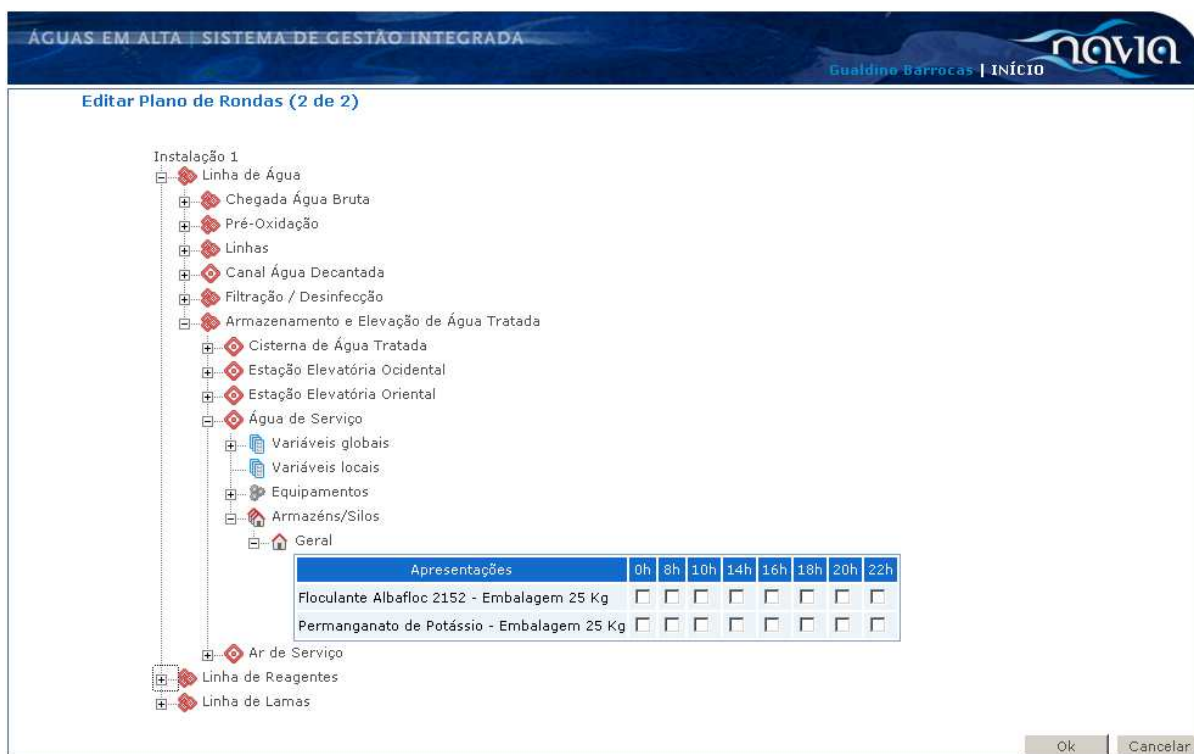 ÁGUAS EM ALTA | SISTEMA DE GESTÃO INTEGRADA
navia
Gualdino Barrocas | INÍCIO
Editar Plano de Rondas (2 de 2)
Instalação 1
Linha de Água
Chegada Água Bruta
Pré-Oxidação
Linhas
Canal Água Decantada
Filtração / Desinfecção
Armazenamento e Elevação de Água Tratada
Cisterna de Água Tratada
Estação Elevatória Ocidental
Estação Elevatória Oriental
Água de Serviço
Variáveis globais
Variáveis locais
Equipamentos
Armazéns/Silos
Geral
Apresentações 0h 8h 10h 14h 16h 18h 20h 22h
Floculante Albafloc 2152 - Embalagem 25 Kg
Permanganato de Potássio - Embalagem 25 Kg
Ar de Serviço
Linha de Reagentes
Linha de Lamas
Ok Cancelar